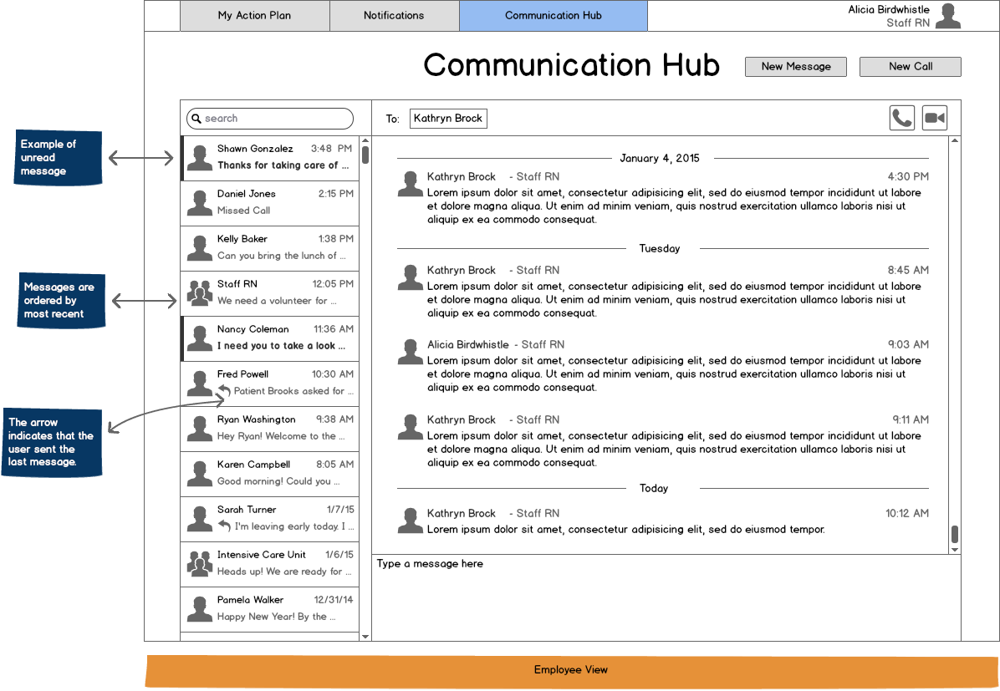 My Action Plan
Notifications
Communication Hub
Alicia Birdwhistle
Staff RN
Communication Hub
New Message
New Call
search
To: Kathryn Brock
Example of
unread
message
Messages are
ordered by
most recent
The arrow
indicates that the
user sent the
last message.
Shawn Gonzalez 3:48 PM
Thanks for taking care of ...
Daniel Jones 2:15 PM
Missed Call
Kelly Baker 1:38 PM
Can you bring the lunch of ...
Staff RN 12:05 PM
We need a volunteer for ...
Nancy Coleman 11:36 AM
I need you to take a look ...
Fred Powell 10:30 AM
Patient Brooks asked for ...
Ryan Washington 9:38 AM
Hey Ryan! Welcome to the ...
Karen Campbell 8:05 AM
Good morning! Could you ...
Sarah Turner 1/7/15
I'm leaving early today. I ...
Intensive Care Unit 1/6/15
Heads up! We are ready for ...
Pamela Walker 12/31/14
Happy New Year! By the ...
January 4, 2015
Kathryn Brock - Staff RN 4:30 PM
Lorem ipsum dolor sit amet, consectetur adipisicing elit, sed do eiusmod tempor incididunt ut labore
et dolore magna aliqua. Ut enim ad minim veniam, quis nostrud exercitation ullamco laboris nisi ut
aliquip ex ea commodo consequat.
Tuesday
Kathryn Brock - Staff RN 8:45 AM
Lorem ipsum dolor sit amet, consectetur adipisicing elit, sed do eiusmod tempor incididunt ut labore
et dolore magna aliqua. Ut enim ad minim veniam, quis nostrud exercitation ullamco laboris nisi ut
aliquip ex ea commodo consequat.
Alicia Birdwhistle - Staff RN 9:03 AM
Lorem ipsum dolor sit amet, consectetur adipisicing elit, sed do eiusmod tempor incididunt ut labore
et dolore magna aliqua. Ut enim ad minim veniam, quis nostrud exercitation ullamco laboris nisi ut
aliquip ex ea commodo consequat.
Kathryn Brock - Staff RN 9:11 AM
Lorem ipsum dolor sit amet, consectetur adipisicing elit, sed do eiusmod tempor incididunt ut labore
et dolore magna aliqua. Ut enim ad minim veniam, quis nostrud exercitation ullamco laboris nisi ut
aliquip ex ea commodo consequat.
Today
Kathryn Brock - Staff RN 10:12 AM
Lorem ipsum dolor sit amet, consectetur adipisicing elit, sed do eiusmod tempor.
Type a message here
Employee View